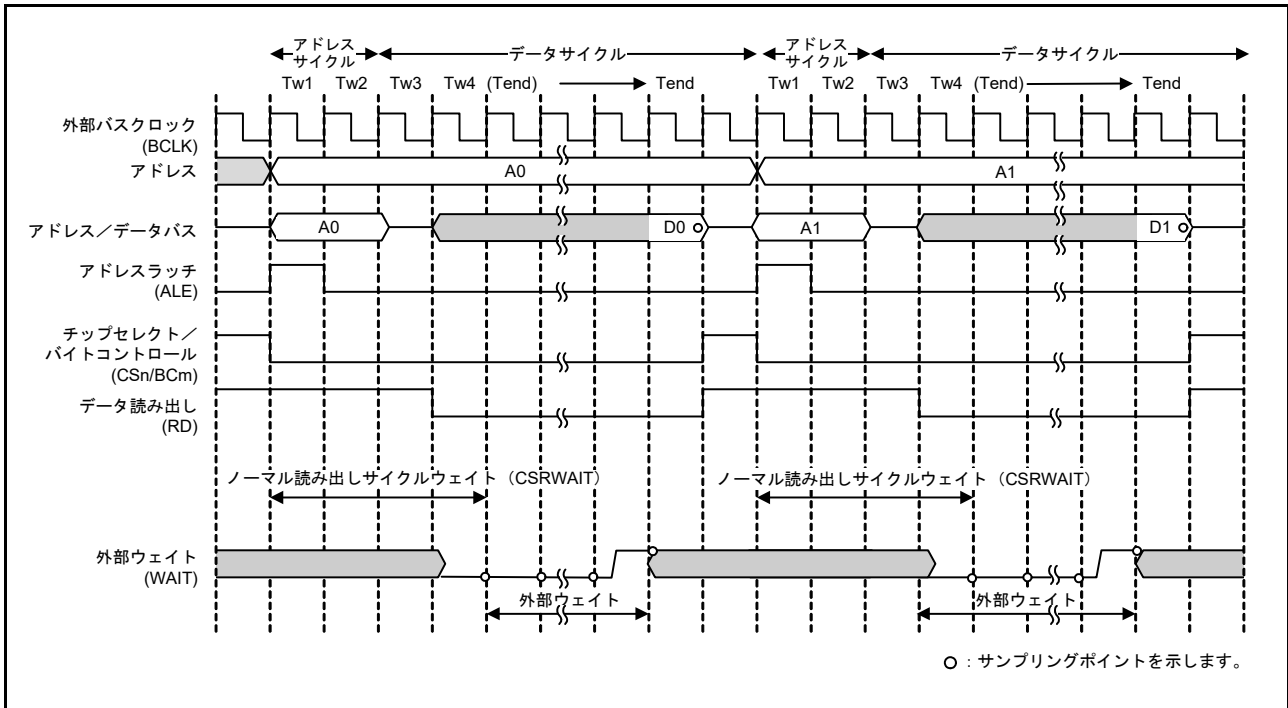 アドレス
サイクル
データサイクル
アドレス
サイクル
データサイクル
Tw1 Tw2 Tw3 Tw4 (Tend) Tend Tw1 Tw2 Tw3 Tw4 (Tend) Tend
外部バスクロック
(BCLK)
アドレス A0 A1
アドレス／データバス A0 D0 A1 D1
アドレスラッチ
(ALE)
チップセレクト／
バイトコントロール
(CSn/BCm)
データ読み出し
(RD)
ノーマル読み出しサイクルウェイト（CSRWAIT） ノーマル読み出しサイクルウェイト（CSRWAIT）
外部ウェイト
(WAIT)
外部ウェイト 外部ウェイト
：サンプリングポイントを示します。